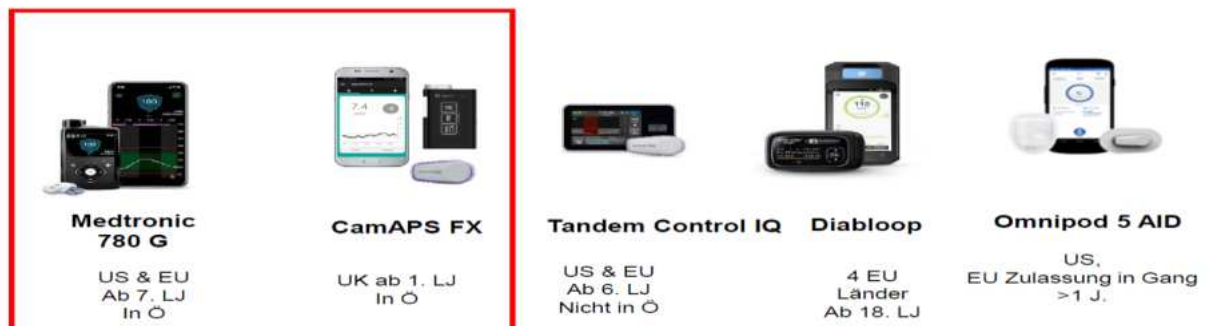 Medtronic
780 G
US & EU
Ab 7. LJ
In Ö
7.4
CamAPS FX
UK ab 1. LJ
In Ö
Tandem Control IQ
US & EU
Ab 6. LJ
Nicht in Ö
Diabloop
4 EU
Länder
Ab 18. LJ
Omnipod 5 AID
US,
EU Zulassung in Gang
>1 J.